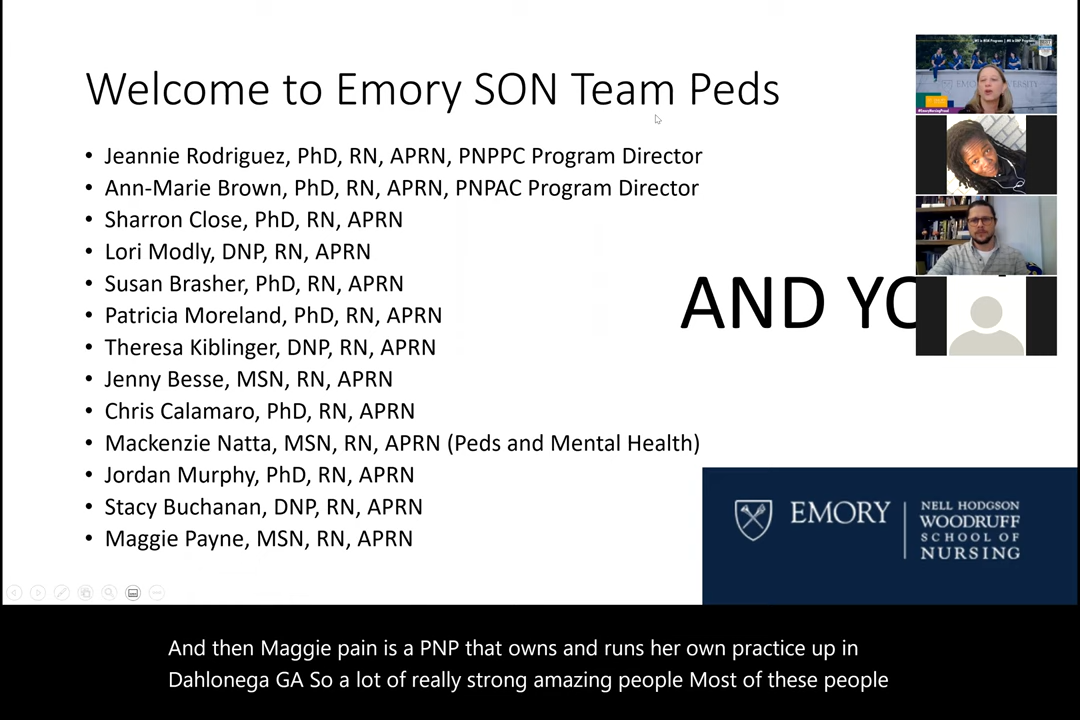 Welcome to Emory SON Team Peds
• Jeannie Rodriguez, PhD, RN, APRN, PNPPC Program Director
• Ann-Marie Brown, PhD, RN, APRN, PNPAC Program Director
• Sharron Close, PhD, RN, APRN
• Lori Modly, DNP, RN, APRN
• Susan Brasher, PhD, RN, APRN
• Patricia Moreland, PhD, RN, APRN
• Theresa Kiblinger, DNP, RN, APRN
• Jenny Besse, MSN, RN, APRN
• Chris Calamaro, PhD, RN, APRN
• Mackenzie Natta, MSN, RN, APRN (Peds and Mental Health)
• Jordan Murphy, PhD, RN, APRN
• Stacy Buchanan, DNP, RN, APRN
• Maggie Payne, MSN, RN, APRN
AND YO
EMORY
NELL HODGSON
WOODRUFF
SCHOOL OF
NURSING
And then Maggie pain is a PNP that owns and runs her own practice up in
Dahlonega GA So a lot of really strong amazing people Most of these people